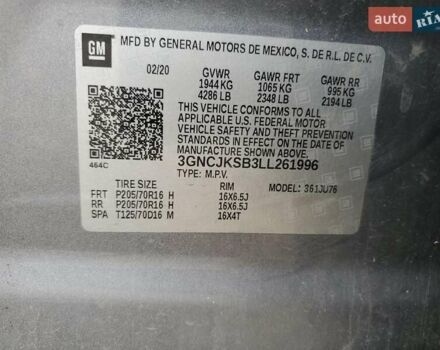 auto RIA
GM
MFD BY GENERAL MOTORS DE MEXICO, S. DE R.L. DE C.V.
02/20 GVWR GAWR FRT GAWR RR
1944 KG 1065 KG 995 KG
4286 LB 2348 LB 2194 LB
THIS VEHICLE CONFORMS TO ALL
APPLICABLE U.S. FEDERAL MOTOR
VEHICLE SAFETY STANDARDS IN
EFFECT ON THE DATE OF
MANUFACTURE SHOWN ABOVE.
464C
3GNCJKSB3LL261996
TYPE: M.P.V.
TIRE SIZE RIM MODEL: 361JU76
FRT P205/70R16 H 16X6.5J
RR P205/70R16 H 16X6.5J
SPA T125/70D16 M 16X4T